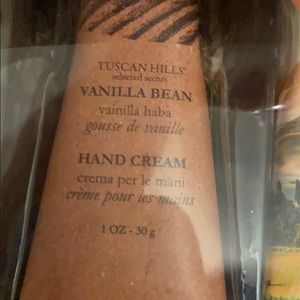 TUSCAN HILLS®
selected secrets
VANILLA BEAN
vainilla haba
gousse de vanille
HAND CREAM
crema per le mani
crème pour les mains
1 OZ - 30 g